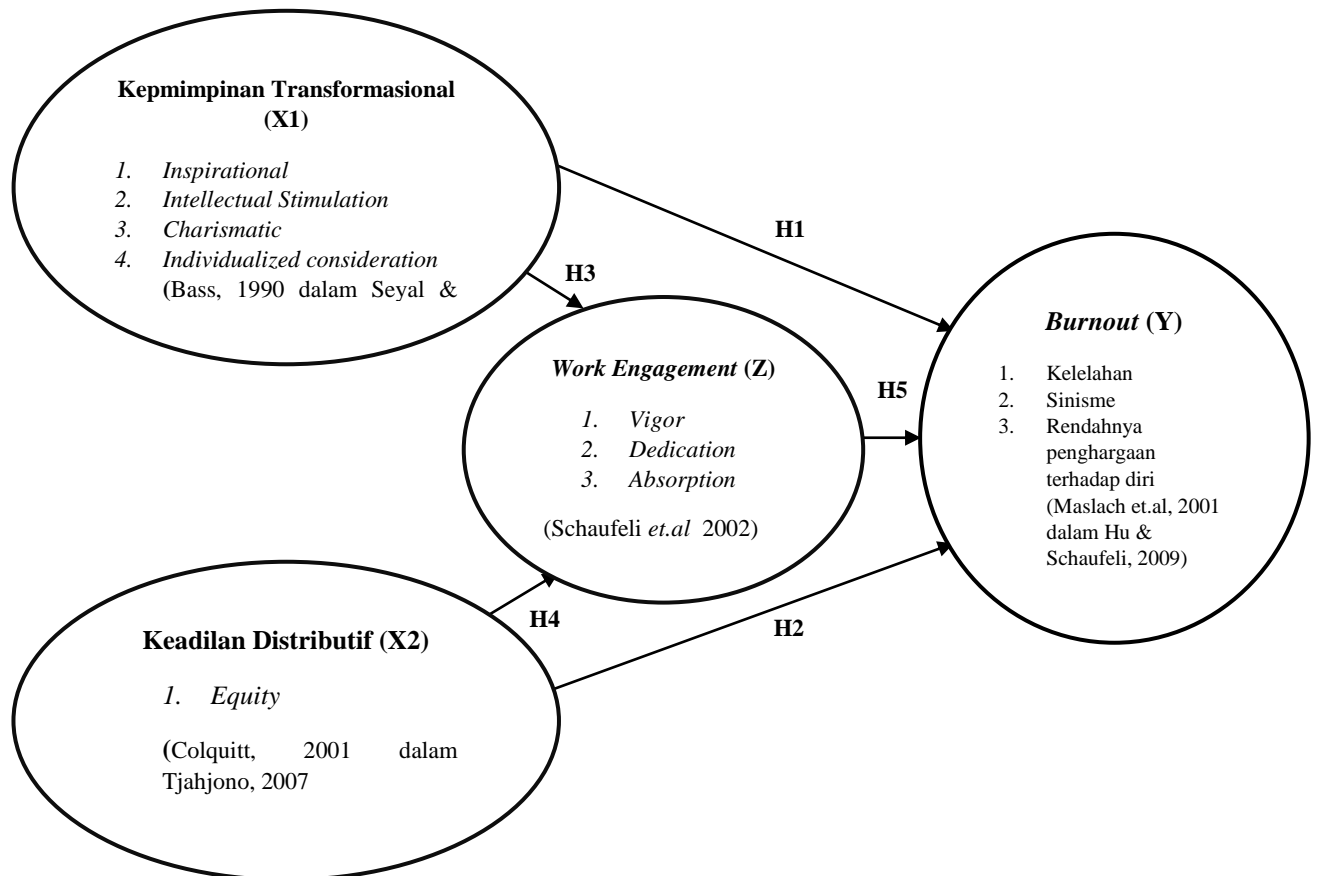 Kepmimpinan Transformasional
(X1)
1. Inspirational
2. Intellectual Stimulation
3. Charismatic
4. Individualized consideration
(Bass, 1990 dalam Seyal &
H1
H3
Work Engagement (Z)
1. Vigor
2. Dedication
3. Absorption
(Schaufeli et.al 2002)
H5
Burnout (Y)
1. Kelelahan
2. Sinisme
3. Rendahnya
penghargaan
terhadap diri
(Maslach et.al, 2001
dalam Hu &
Schaufeli, 2009)
H4
H2
Keadilan Distributif (X2)
1. Equity
(Colquitt, 2001 dalam
Tjahjono, 2007